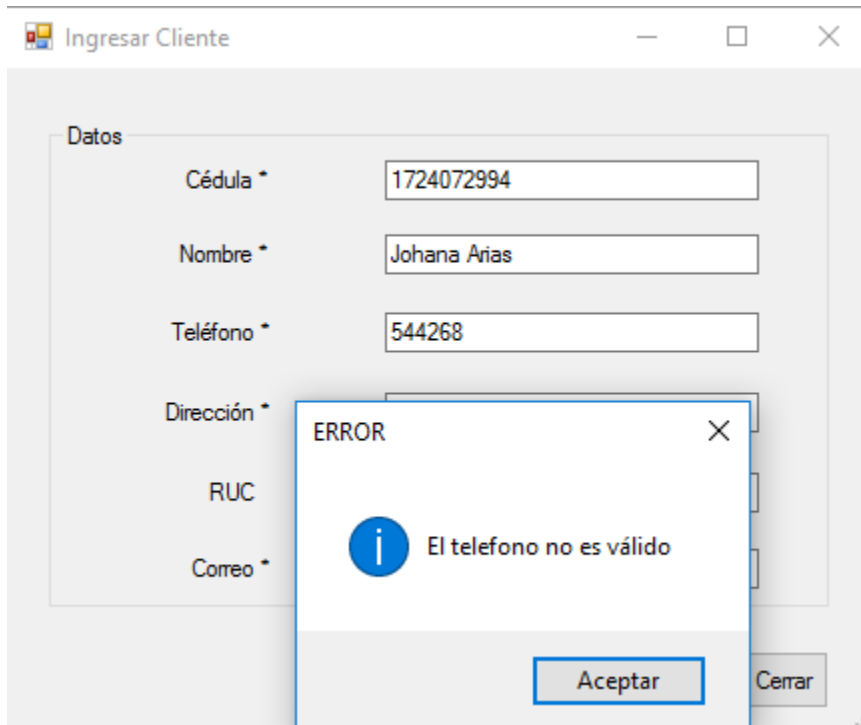 Ingresar Cliente
Datos
Cédula * 1724072994
Nombre * Johana Arias
Teléfono * 544268
Dirección *
RUC
Correo *
ERROR
El telefono no es válido
Aceptar
Cerrar